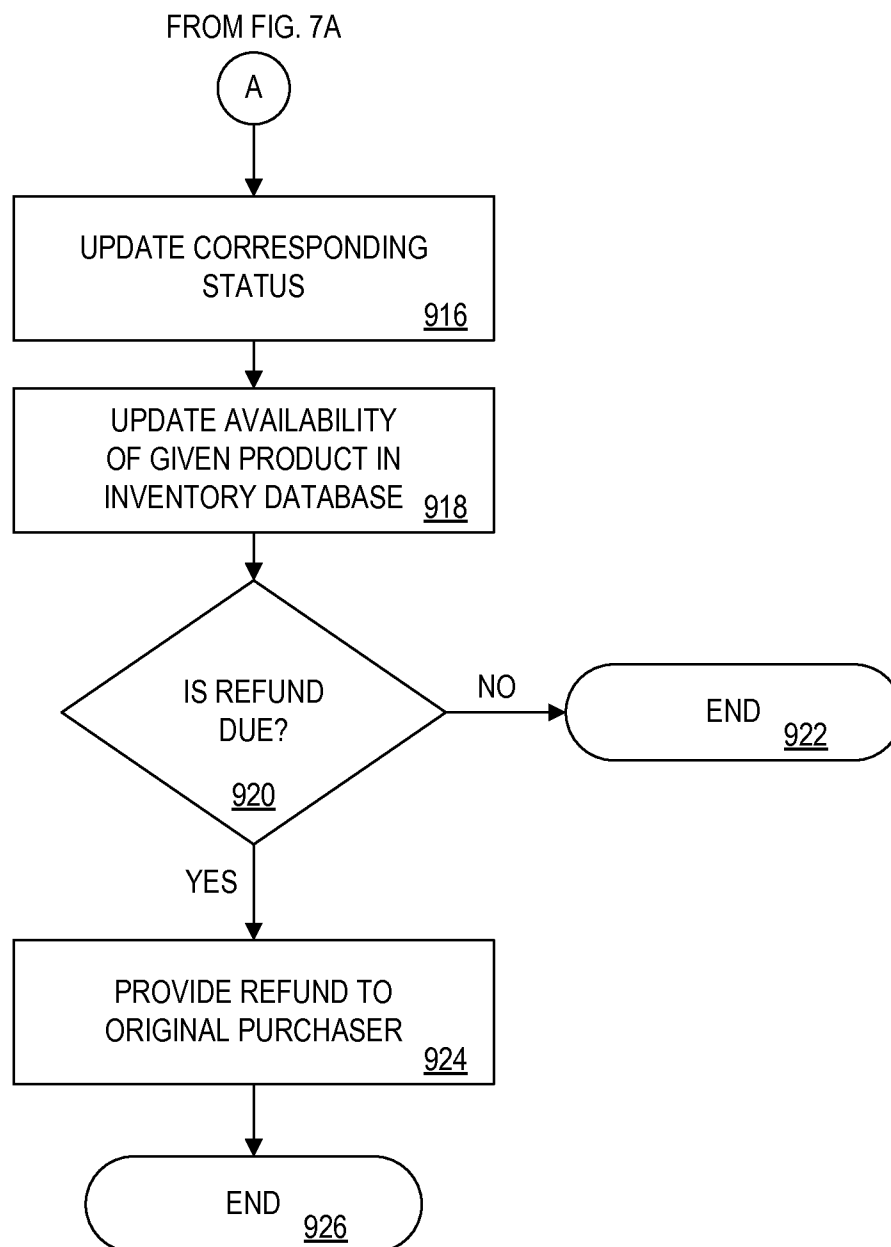 FROM FIG. 7A
A
UPDATE CORRESPONDING
STATUS
916
UPDATE AVAILABILITY
OF GIVEN PRODUCT IN
INVENTORY DATABASE
918
IS REFUND
DUE?
920
NO
END
922
YES
PROVIDE REFUND TO
ORIGINAL PURCHASER
924
END
926